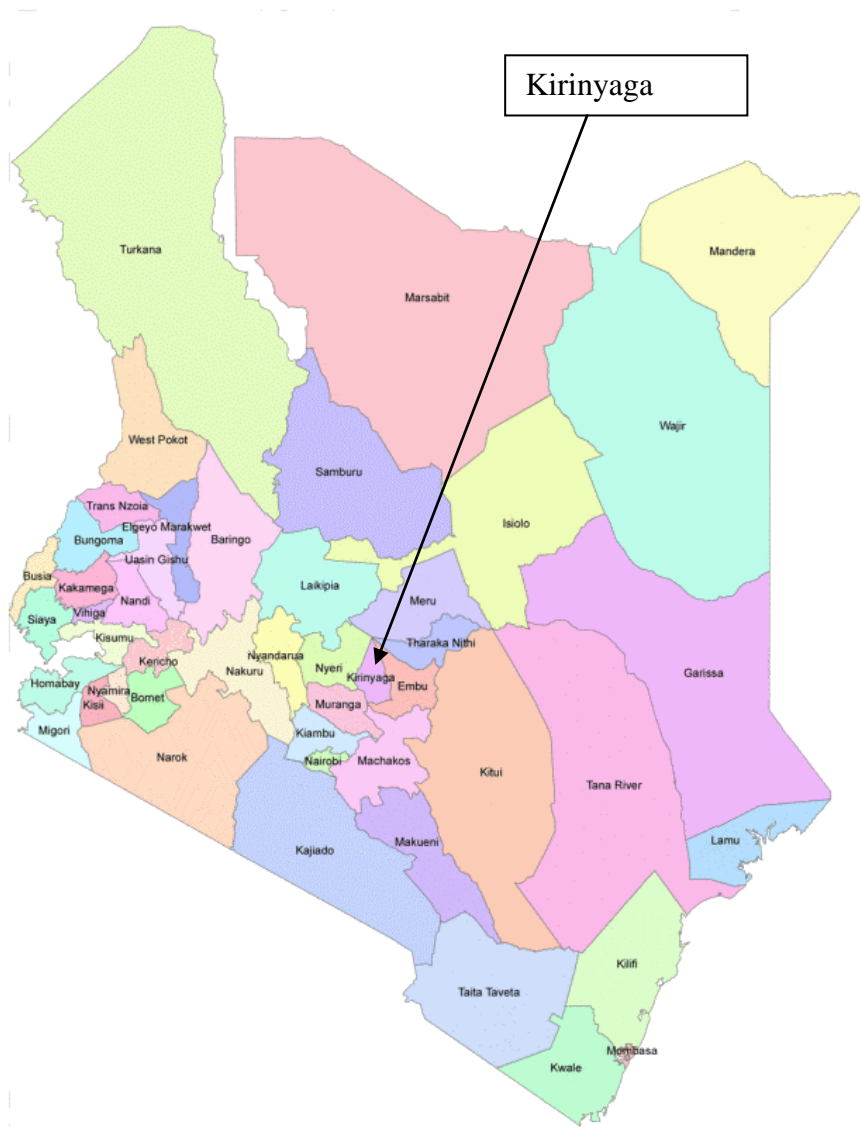 Kirinyaga
Turkana
Mandera
Marsabit
Wajir
West Pokot
Samburu
Isiolo
Trans Nzoia
Elgeyo Marakwet
Bungoma
Baringo
Uasin Gishu
Busia
Kakamega
Laikipia
Nandi
Meru
Vihiga
Siaya
Kisumu
Tharaka Nithi
Kericho
Nyandarua
Nyeri
Nakuru
Garissa
Kirinyaga
Homabay
Nyamira
Embu
Bomet
Muranga
Kisii
Migori
Kiambu
Narok
Nairobi
Machakos
Kitui
Tana River
Lamu
Makueni
Kajiado
Kilifi
Taita Taveta
Mombasa
Kwale